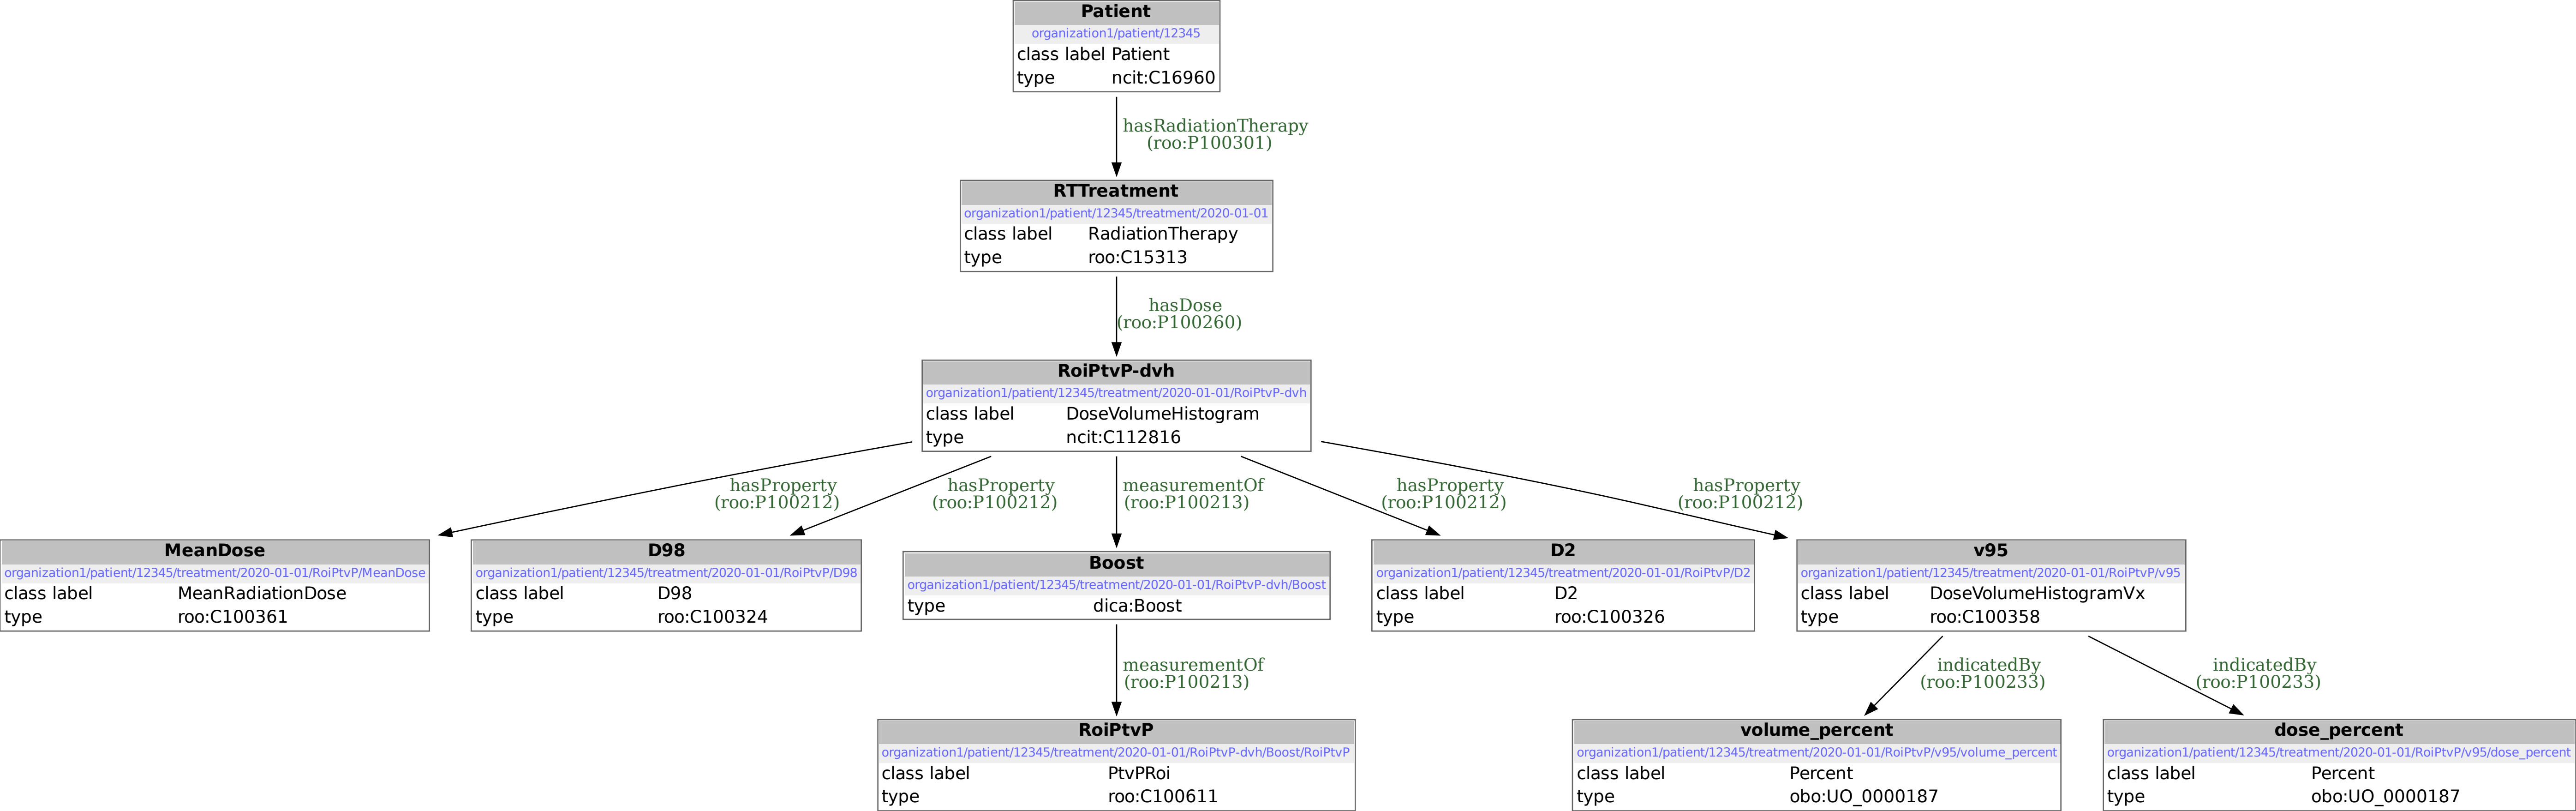 Patient
organization1/patient/12345
class label Patient
type ncit:C16960
hasRadiationTherapy
(roo:P100301)
RTTreatment
organization1/patient/12345/treatment/2020-01-01
class label RadiationTherapy
type roo:C15313
hasDose
(roo:P100260)
RoiPtvP-dvh
organization1/patient/12345/treatment/2020-01-01/RoiPtvP-dvh
class label DoseVolumeHistogram
type ncit:C112816
hasProperty
(roo:P100212)
hasProperty
(roo:P100212)
measurementOf
(roo:P100213)
hasProperty
(roo:P100212)
hasProperty
(roo:P100212)
MeanDose
organization1/patient/12345/treatment/2020-01-01/RoiPtvP/MeanDose
class label MeanRadiationDose
type roo:C100361
D98
organization1/patient/12345/treatment/2020-01-01/RoiPtvP/D98
class label D98
type roo:C100324
Boost
organization1/patient/12345/treatment/2020-01-01/RoiPtvP-dvh/Boost
type dica:Boost
D2
organization1/patient/12345/treatment/2020-01-01/RoiPtvP/D2
class label D2
type roo:C100326
v95
organization1/patient/12345/treatment/2020-01-01/RoiPtvP/v95
class label DoseVolumeHistogramVx
type roo:C100358
measurementOf
(roo:P100213)
indicatedBy
(roo:P100233)
indicatedBy
(roo:P100233)
RoiPtvP
organization1/patient/12345/treatment/2020-01-01/RoiPtvP-dvh/Boost/RoiPtvP
class label PtvPRoi
type roo:C100611
volume_percent
organization1/patient/12345/treatment/2020-01-01/RoiPtvP/v95/volume_percent
class label Percent
type obo:UO_0000187
dose_percent
organization1/patient/12345/treatment/2020-01-01/RoiPtvP/v95/dose_percent
class label Percent
type obo:UO_0000187